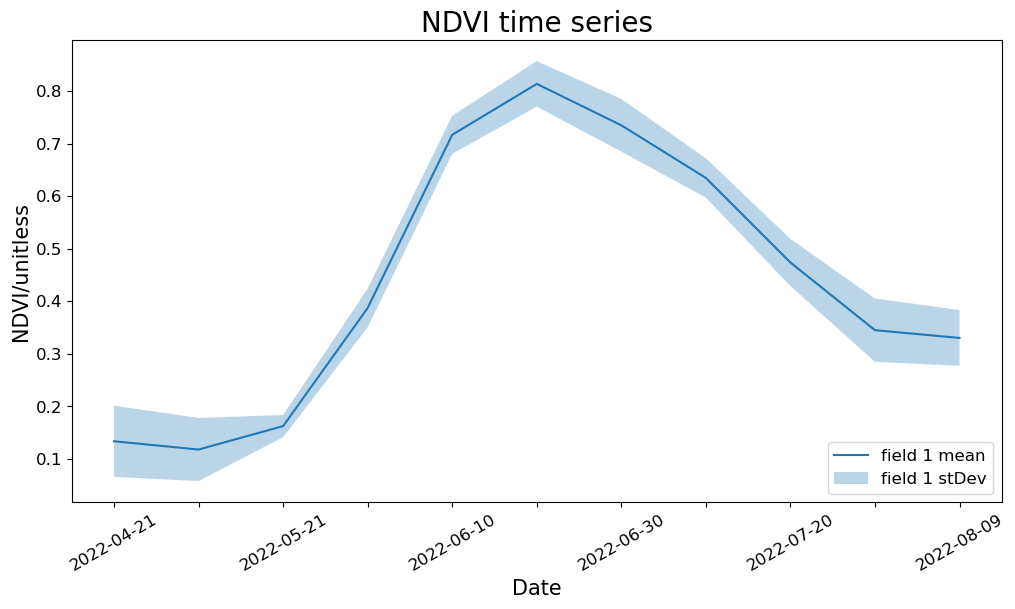 NDVI time series
NDVI/unitless
0.8
0.7
0.6
0.5
0.4
0.3
0.2
0.1
field 1 mean
field 1 stDev
2022-04-21
2022-05-21
2022-06-10
2022-06-30
2022-07-20
2022-08-09
Date